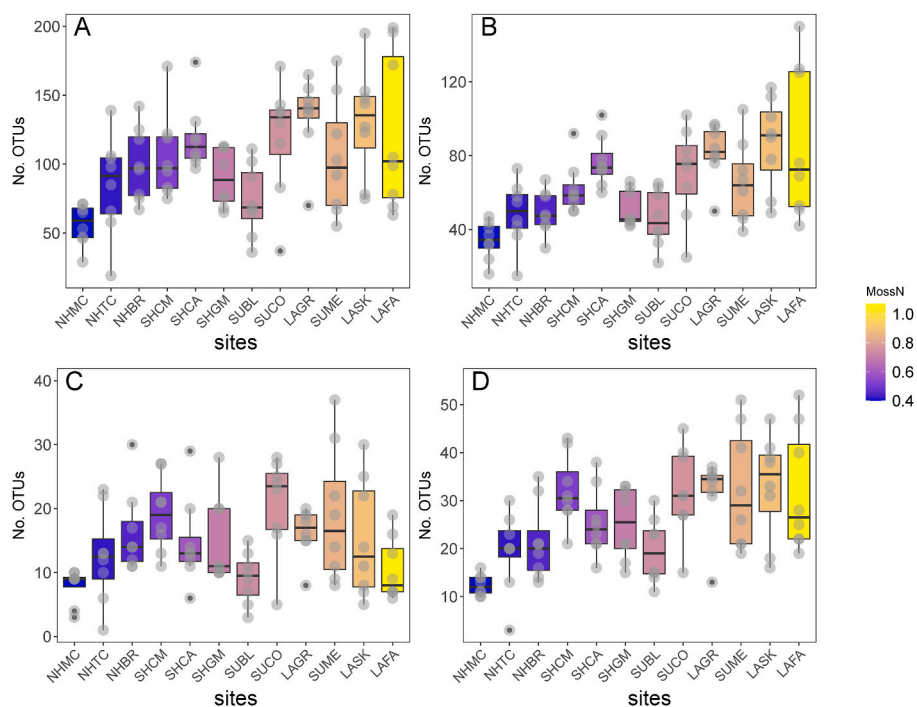 A
200
150
100
50
No. OTUs
NHMC NHTC NHBR SHCM SHCA SHGM SUBL SUCO LAGR SUME LASK LAFA
sites
B
120
80
40
No. OTUs
NHMC NHTC NHBR SHCM SHCA SHGM SUBL SUCO LAGR SUME LASK LAFA
sites
MossN
1.0
0.8
0.6
0.4
C
40
30
20
10
0
No. OTUs
NHMC NHTC NHBR SHCM SHCA SHGM SUBL SUCO LAGR SUME LASK LAFA
sites
D
50
40
30
20
10
No. OTUs
NHMC NHTC NHBR SHCM SHCA SHGM SUBL SUCO LAGR SUME LASK LAFA
sites